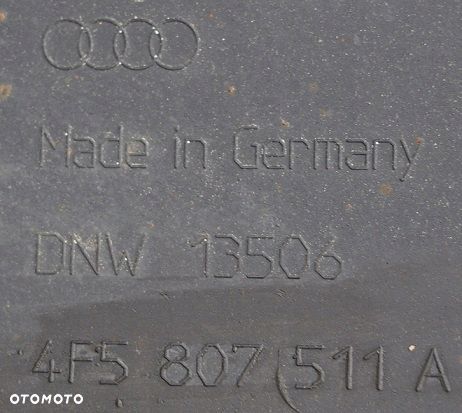 Made in Germany
DNW 13506
4F5 807 511 A
OTOMOTO